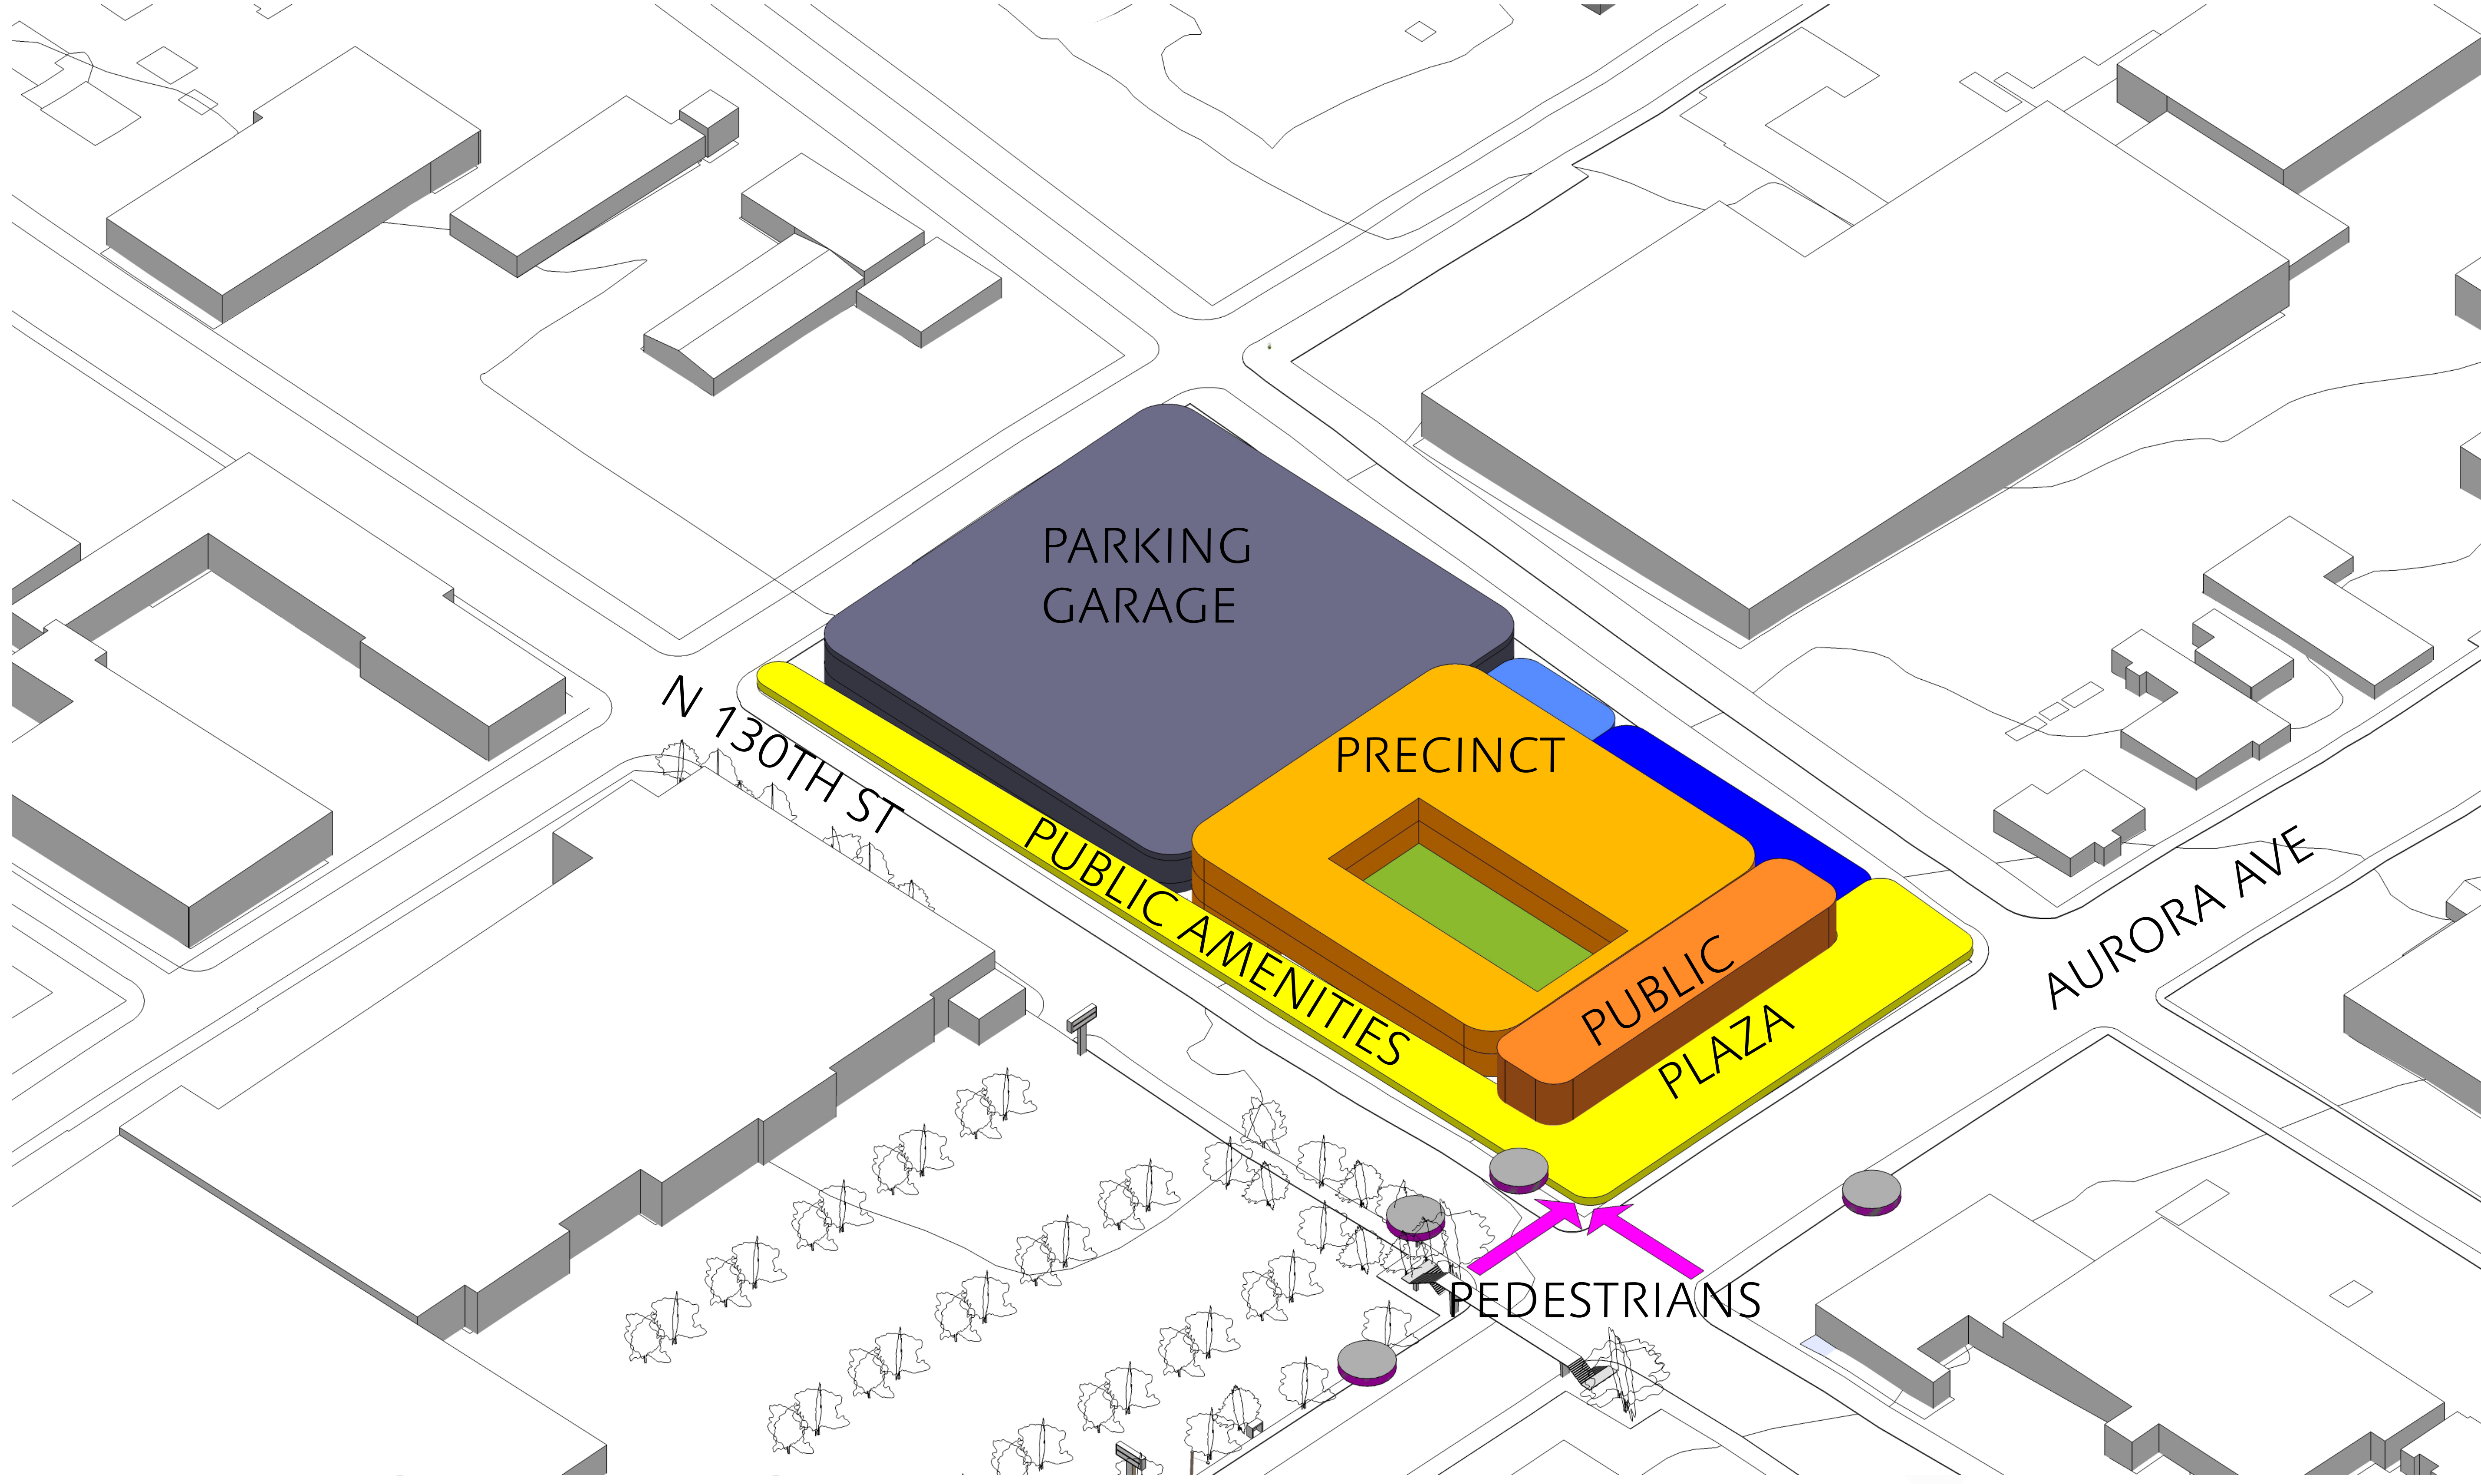 PARKING
GARAGE
PRECINCT
N 130TH ST
PUBLIC AMENITIES
PUBLIC
PLAZA
AURORA AVE
PEDESTRIANS